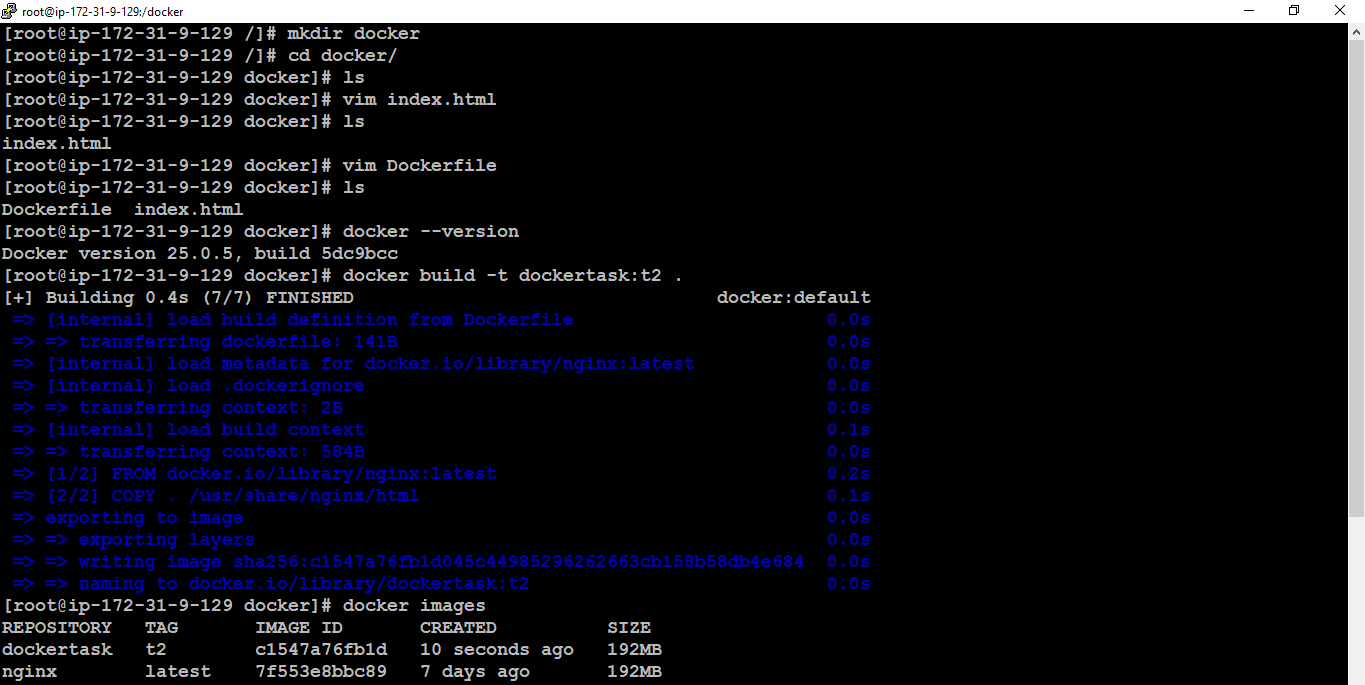 root@ip-172-31-9-129:/docker
[root@ip-172-31-9-129 /]# mkdir docker
[root@ip-172-31-9-129 /]# cd docker/
[root@ip-172-31-9-129 docker]# ls
[root@ip-172-31-9-129 docker]# vim index.html
[root@ip-172-31-9-129 docker]# ls
index.html
[root@ip-172-31-9-129 docker]# vim Dockerfile
[root@ip-172-31-9-129 docker]# ls
Dockerfile  index.html
[root@ip-172-31-9-129 docker]# docker --version
Docker version 25.0.5, build 5dc9bcc
[root@ip-172-31-9-129 docker]# docker build -t dockertask:t2 .
[+] Building 0.4s (7/7) FINISHED docker:default
=> [internal] load build definition from Dockerfile 0.0s
=> => transferring dockerfile: 141B 0.0s
=> [internal] load metadata for docker.io/library/nginx:latest 0.0s
=> [internal] load .dockerignore 0.0s
=> => transferring context: 2B 0.0s
=> [internal] load build context 0.1s
=> => transferring context: 584B 0.0s
=> [1/2] FROM docker.io/library/nginx:latest 0.2s
=> [2/2] COPY . /usr/share/nginx/html 0.1s
=> exporting to image 0.0s
=> => exporting layers 0.0s
=> => writing image sha256:c1547a76fb1d045c44985296262663cb158b58db4e684 0.0s
=> => naming to docker.io/library/dockertask:t2 0.0s
[root@ip-172-31-9-129 docker]# docker images
REPOSITORY   TAG       IMAGE ID       CREATED          SIZE
dockertask   t2        c1547a76fb1d   10 seconds ago   192MB
nginx        latest    7f553e8bbc89   7 days ago       192MB